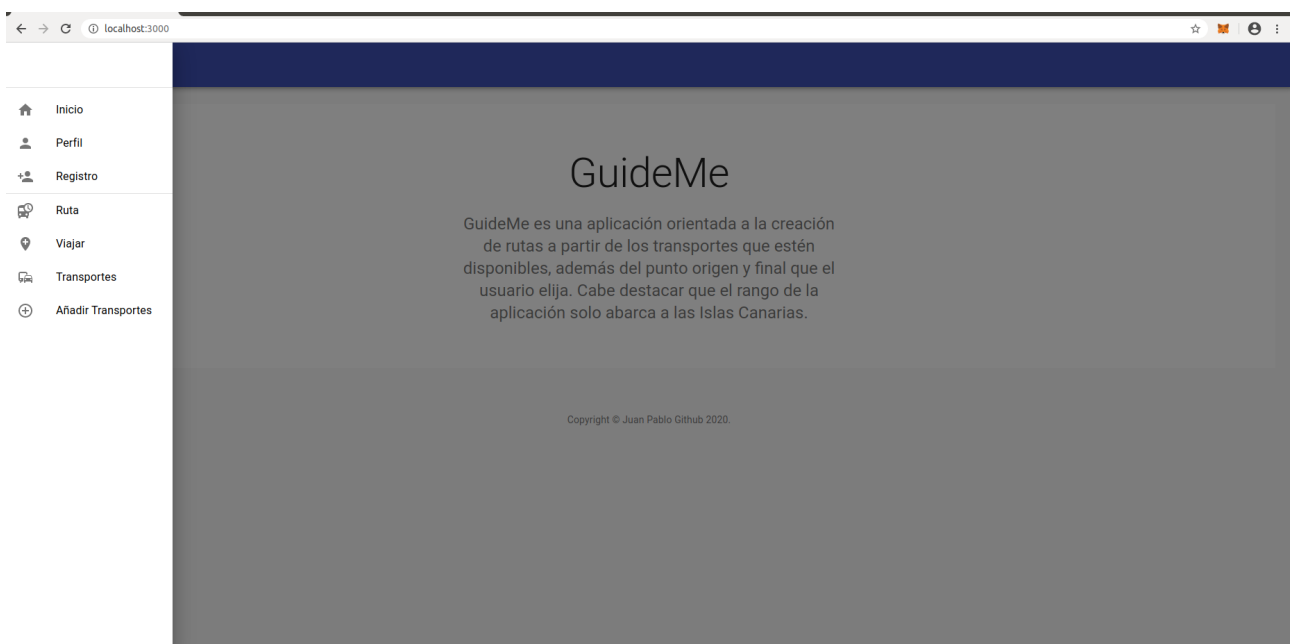 localhost:3000
Inicio
Perfil
Registro
Ruta
Viajar
Transportes
Añadir Transportes
GuideMe
GuideMe es una aplicación orientada a la creación
de rutas a partir de los transportes que estén
disponibles, además del punto origen y final que el
usuario elija. Cabe destacar que el rango de la
aplicación solo abarca a las Islas Canarias.
Copyright © Juan Pablo Github 2020.